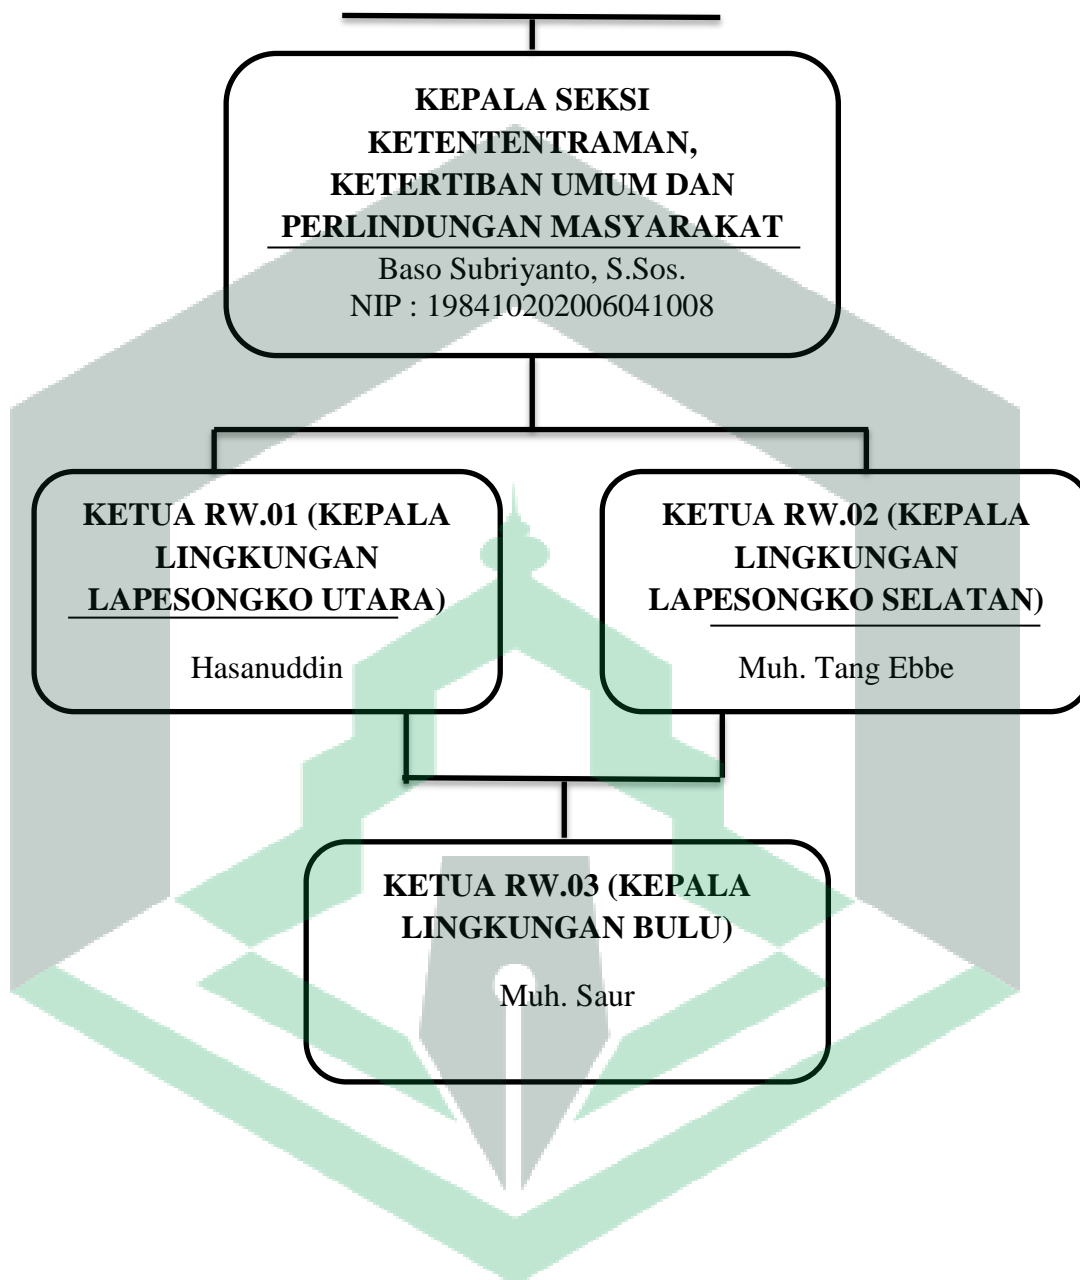 KEPALA SEKSI
KETENTENTRAMAN,
KETERTIBAN UMUM DAN
PERLINDUNGAN MASYARAKAT
Baso Subriyanto, S.Sos.
NIP : 198410202006041008
KETUA RW.01 (KEPALA
LINGKUNGAN
LAPESONGKO UTARA)
Hasanuddin
KETUA RW.02 (KEPALA
LINGKUNGAN
LAPESONGKO SELATAN)
Muh. Tang Ebbe
KETUA RW.03 (KEPALA
LINGKUNGAN BULU)
Muh. Saur